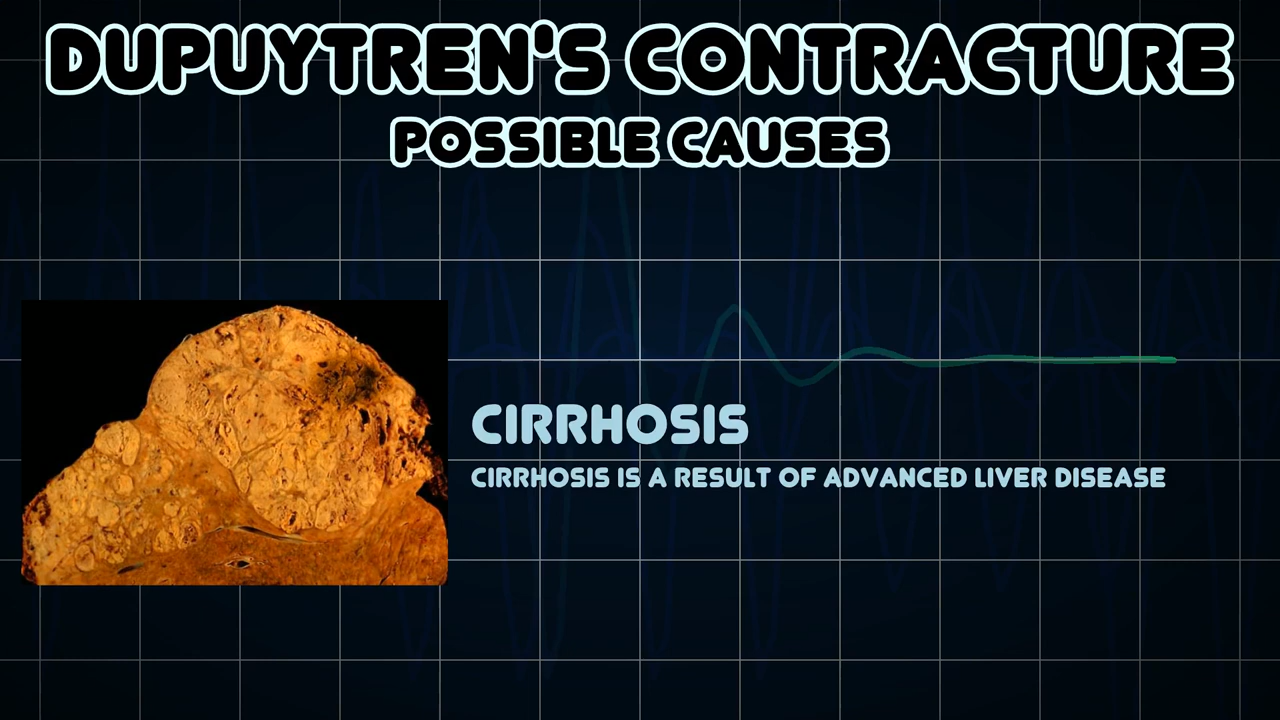 DUPUYTREN'S CONTRACTURE
POSSIBLE CAUSES
CIRRHOSIS
CIRRHOSIS IS A RESULT OF ADVANCED LIVER DISEASE